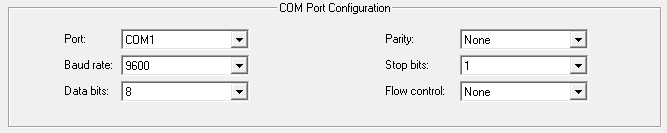 COM Port Configuration
Port: COM1 Parity: None
Baud rate: 9600 Stop bits: 1
Data bits: 8 Flow control: None